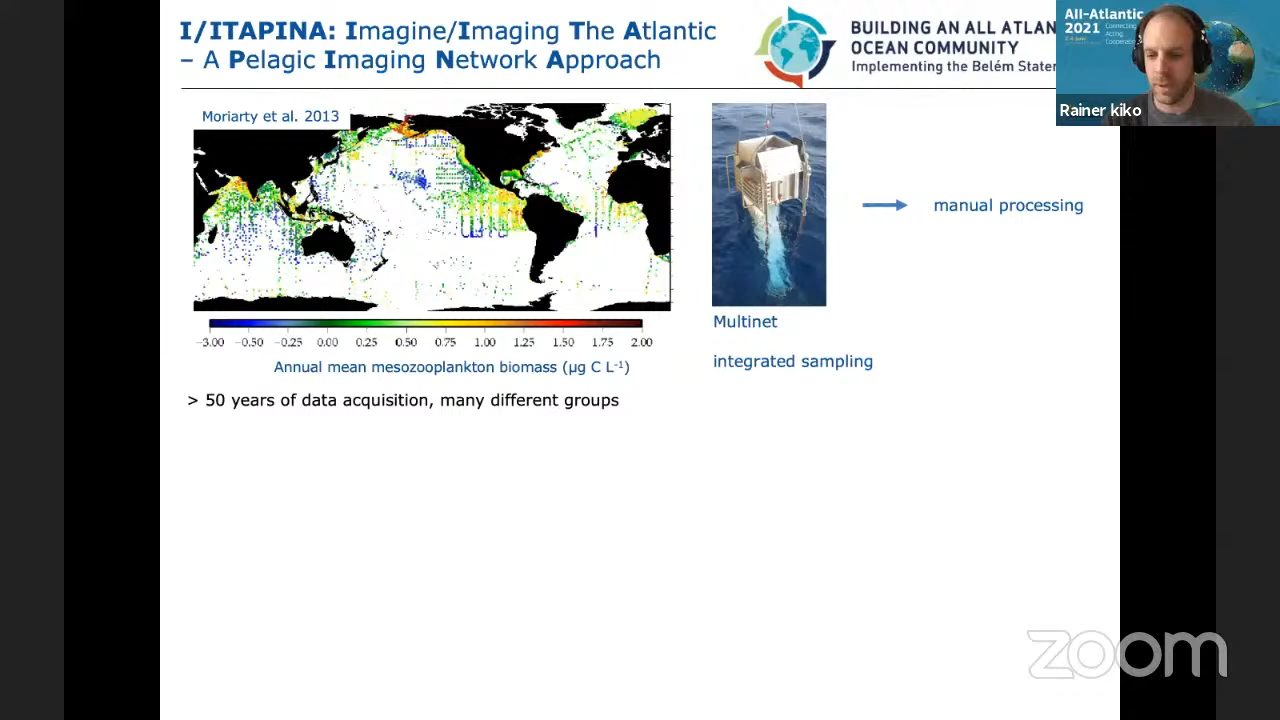 I/ITAPINA: Imagine/Imaging The Atlantic
– A Pelagic Imaging Network Approach
BUILDING AN ALL ATLAN
OCEAN COMMUNITY
Implementing the Belém Stater
All-Atlantic
2021
Connecting
Acting
Cooperati
Rainer kiko
Moriarty et al. 2013
manual processing
Multinet
-3.00 -0.50 -0.25 0.00 0.25 0.50 0.75 1.00 1.25 1.50 1.75 2.00
integrated sampling
Annual mean mesozooplankton biomass (µg C L-1)
> 50 years of data acquisition, many different groups
zoom